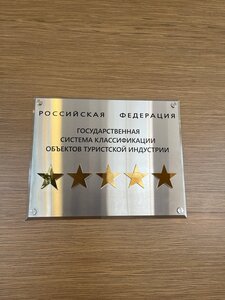 РОССИЙСКАЯ ФЕДЕРАЦИЯ
ГОСУДАРСТВЕННАЯ
СИСТЕМА КЛАССИФИКАЦИИ
ОБЪЕКТОВ ТУРИСТСКОЙ ИНДУСТРИИ